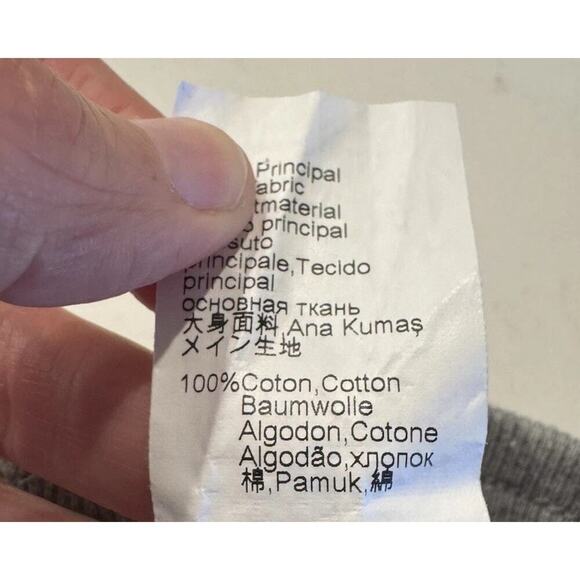 Principal
abric
tmaterial
o principal
suto
principale,Tecido
principal
основная ткань
大身面料,Ana Kumaş
メイン生地
100%Coton,Cotton
Baumwolle
Algodon,Cotone
Algodão,хлопок
棉,Pamuk,綿